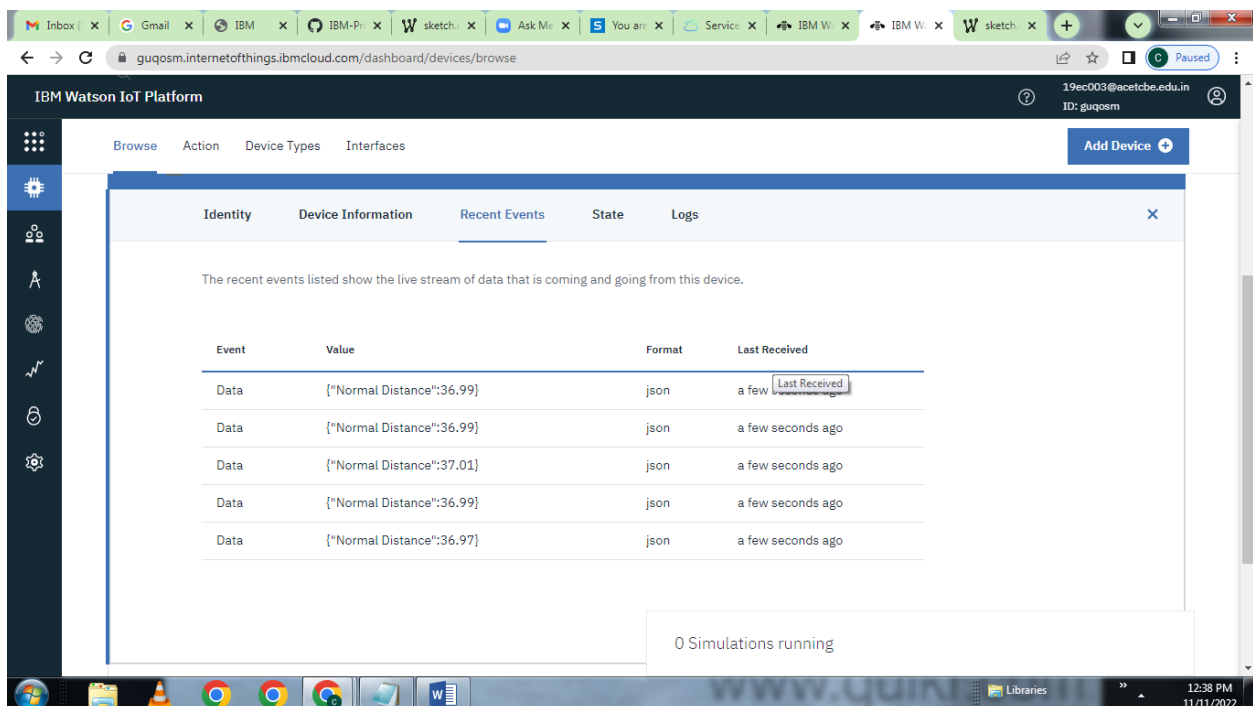 Inbox ( Gmail IBM IBM-Pr sketch. Ask Me You are Service IBM W IBM W sketch.
guqosm.internetofthings.ibmcloud.com/dashboard/devices/browse C Paused
IBM Watson IoT Platform
19ec003@acetcbe.edu.in
ID: guqosm
Browse Action Device Types Interfaces Add Device
Identity Device Information Recent Events State Logs
The recent events listed show the live stream of data that is coming and going from this device.
Event Value Format Last Received
Last Received
Data {"Normal Distance":36.99} json a few seconds ago
Data {"Normal Distance":36.99} json a few seconds ago
Data {"Normal Distance":37.01} json a few seconds ago
Data {"Normal Distance":36.99} json a few seconds ago
Data {"Normal Distance":36.97} json a few seconds ago
0 Simulations running
Libraries
12:38 PM
11/11/2022